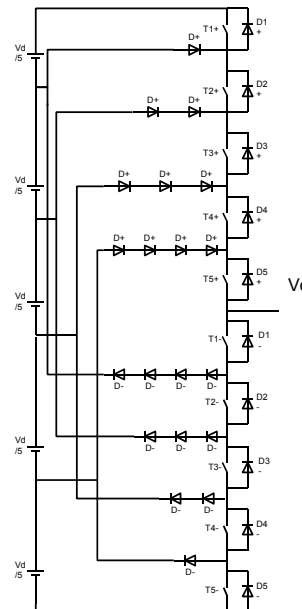 D1
+
T1+
D+
Vd
/5
D2
+
T2+
D+ D+
D3
+
T3+
Vd
/5
D+ D+ D+
D4
+
T4+
D+ D+ D+ D+
D5
+
T5+
Vd
/5
D1
-
T1-
D- D- D- D-
D2
-
T2-
Vd
/5
D- D- D-
D3
-
T3-
D- D-
D4
-
T4-
Vd
/5
D-
D5
-
T5-